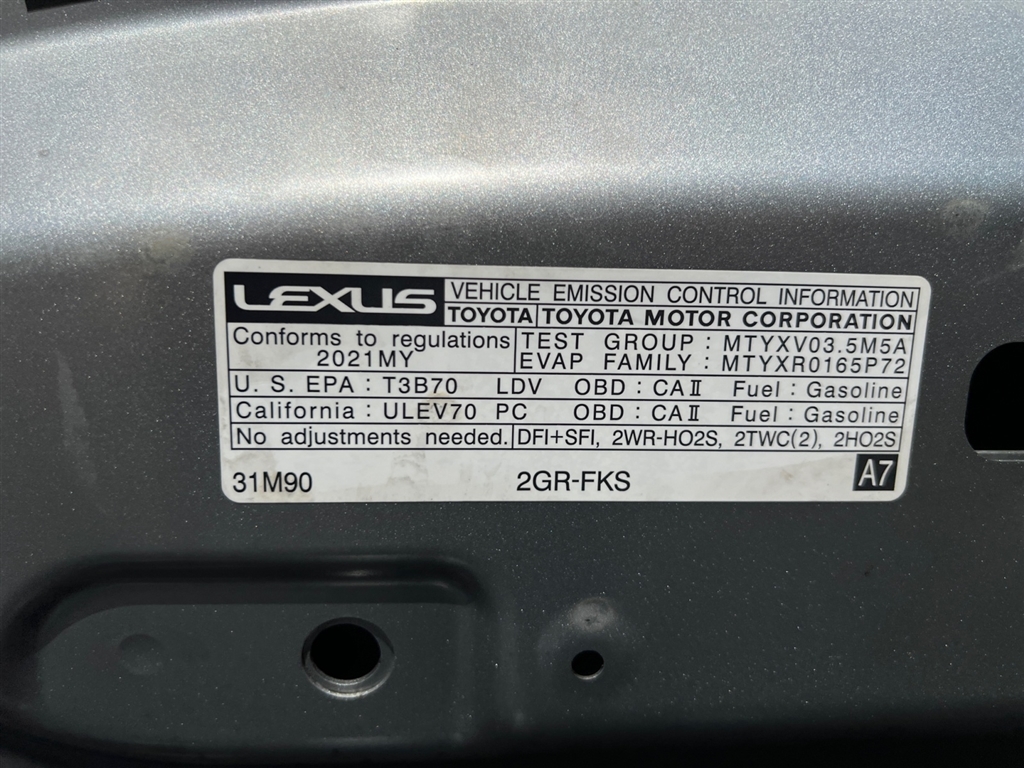 LEXUS VEHICLE EMISSION CONTROL INFORMATION
TOYOTA TOYOTA MOTOR CORPORATION
Conforms to regulations TEST GROUP : MTYXV03.5M5A
2021MY EVAP FAMILY : MTYXR0165P72
U. S. EPA : T3B70 LDV OBD : CAⅡ Fuel : Gasoline
California : ULEV70 PC OBD : CAⅡ Fuel : Gasoline
No adjustments needed. DFI+SFI, 2WR-HO2S, 2TWC(2), 2HO2S
31M90 2GR-FKS A7